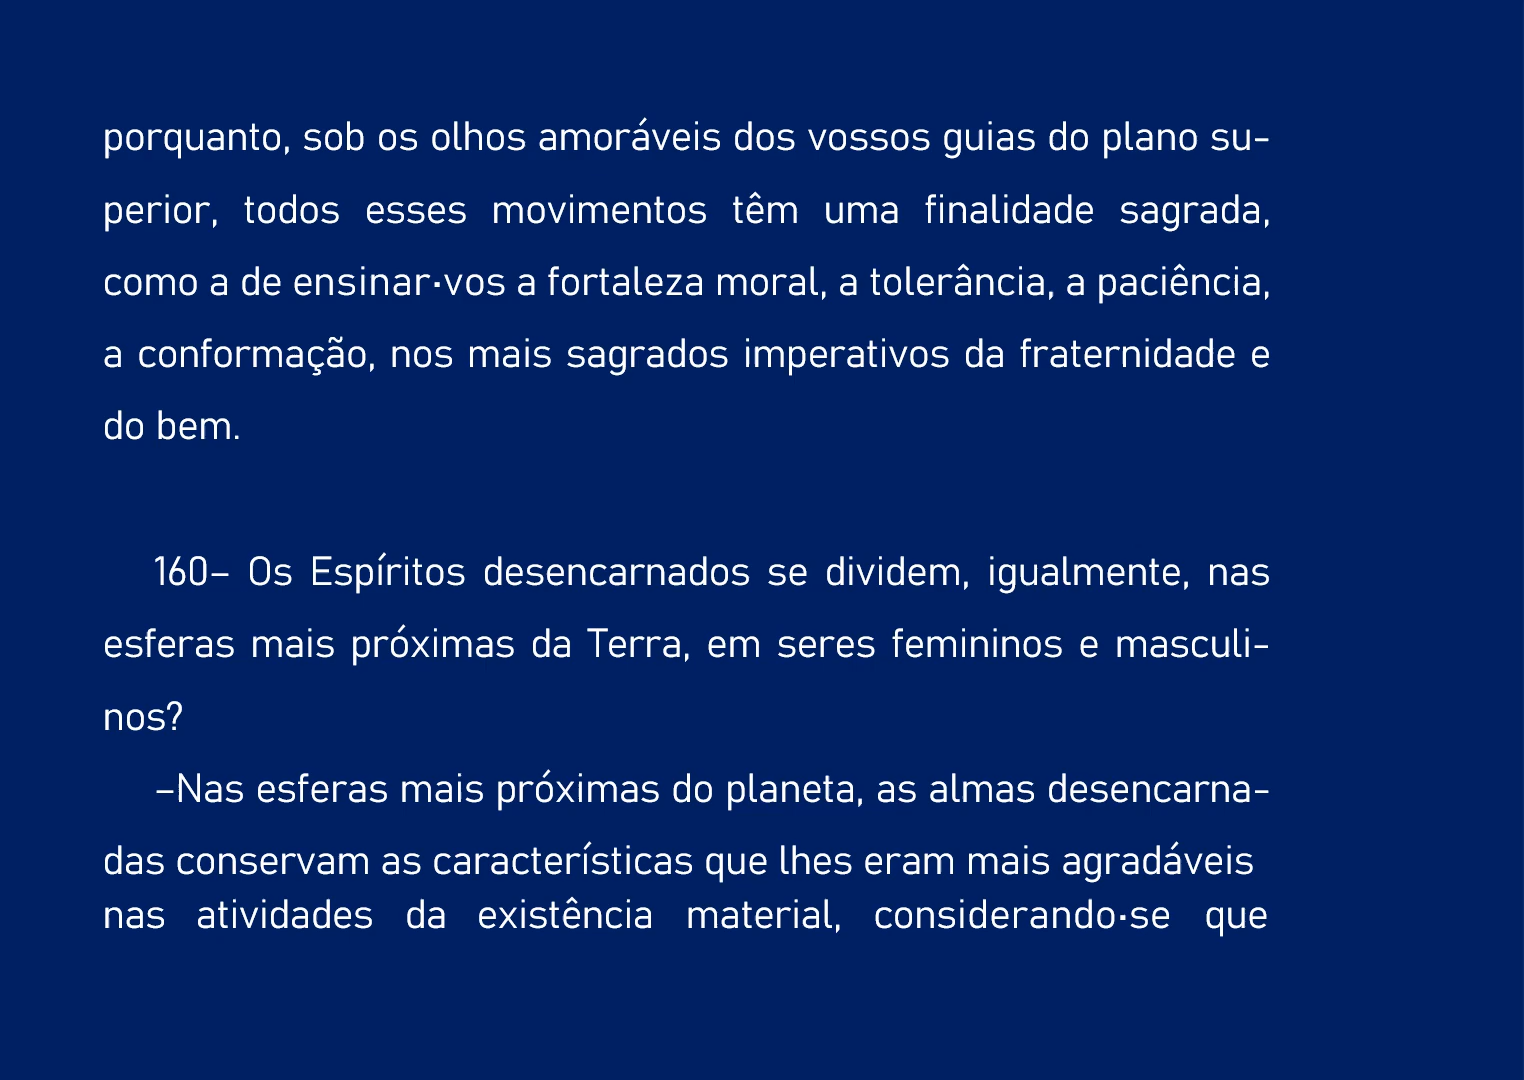 porquanto, sob os olhos amoráveis dos vossos guias do plano su-
perior, todos esses movimentos têm uma finalidade sagrada,
como a de ensinar·vos a fortaleza moral, a tolerância, a paciência,
a conformação, nos mais sagrados imperativos da fraternidade e
do bem.
160– Os Espíritos desencarnados se dividem, igualmente, nas
esferas mais próximas da Terra, em seres femininos e masculi-
nos?
–Nas esferas mais próximas do planeta, as almas desencarna-
das conservam as características que lhes eram mais agradáveis
nas atividades da existência material, considerando·se que